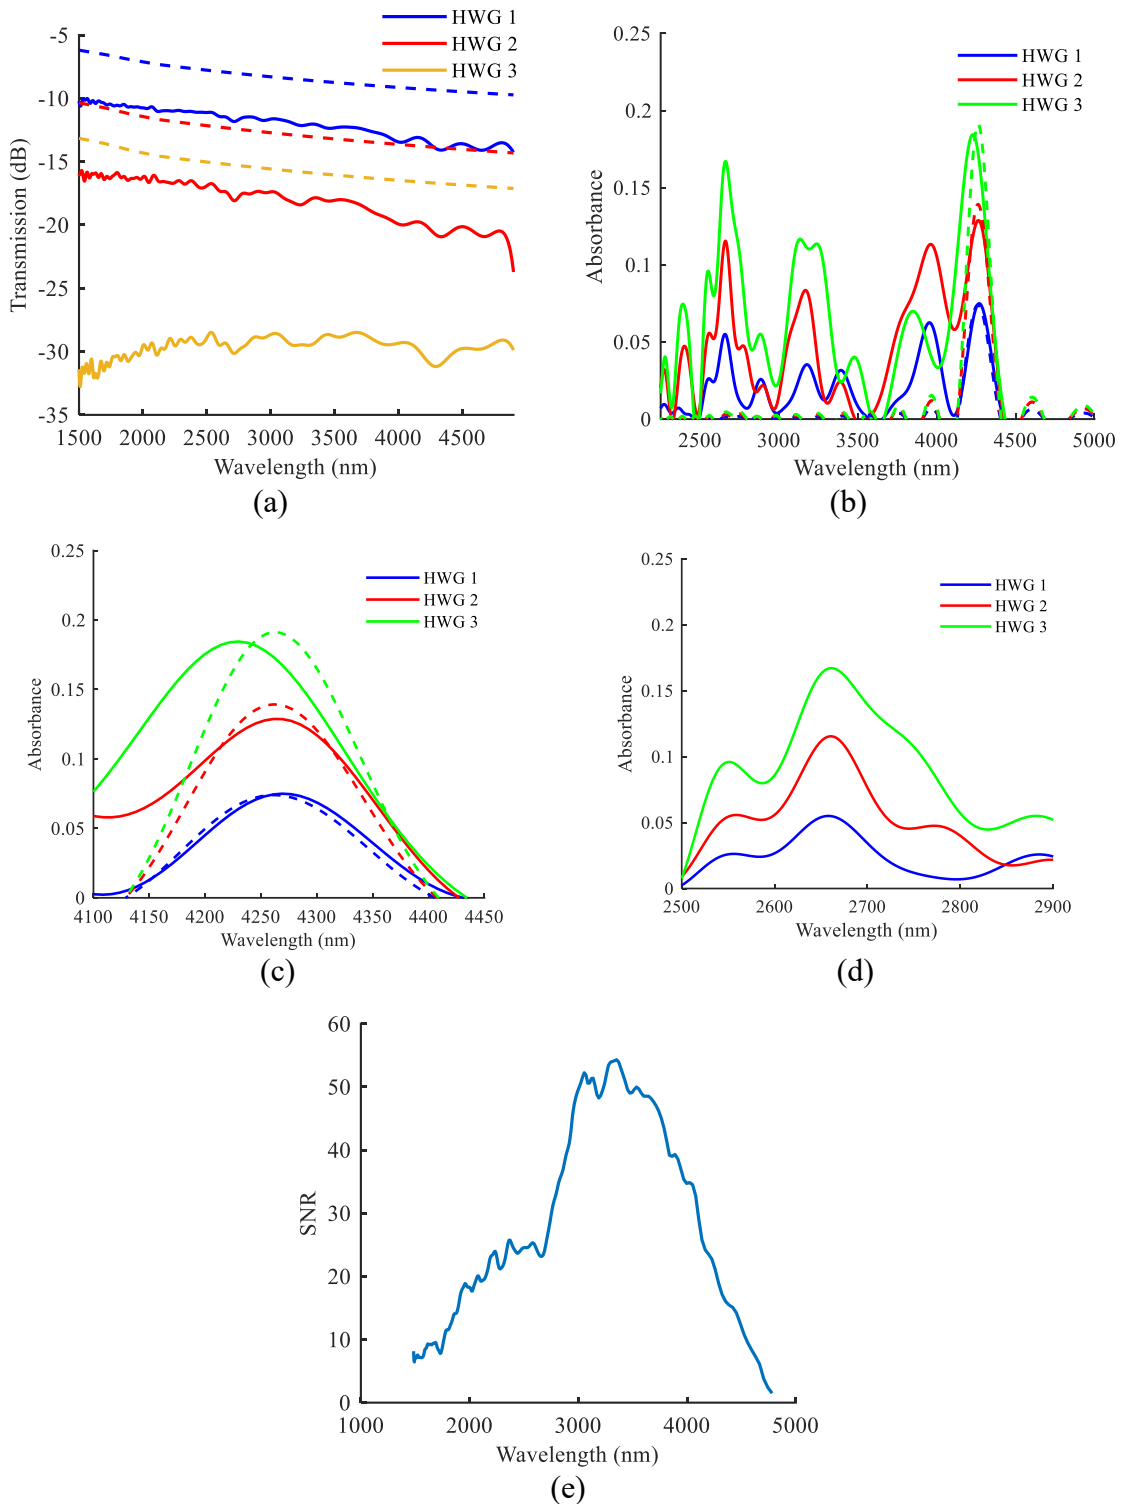 HWG 1
HWG 2
HWG 3
-5
-10
-15
-20
-25
-30
-35
Transmission (dB)
1500 2000 2500 3000 3500 4000 4500
Wavelength (nm)
(a)
HWG 1
HWG 2
HWG 3
0.25
0.2
0.15
0.1
0.05
0
Absorbance
2500 3000 3500 4000 4500 5000
Wavelength (nm)
(b)
HWG 1
HWG 2
HWG 3
0.25
0.2
0.15
0.1
0.05
0
Absorbance
4100 4150 4200 4250 4300 4350 4400 4450
Wavelength (nm)
(c)
HWG 1
HWG 2
HWG 3
0.25
0.2
0.15
0.1
0.05
0
Absorbance
2500 2600 2700 2800 2900
Wavelength (nm)
(d)
60
50
40
30
20
10
0
SNR
1000 2000 3000 4000 5000
Wavelength (nm)
(e)